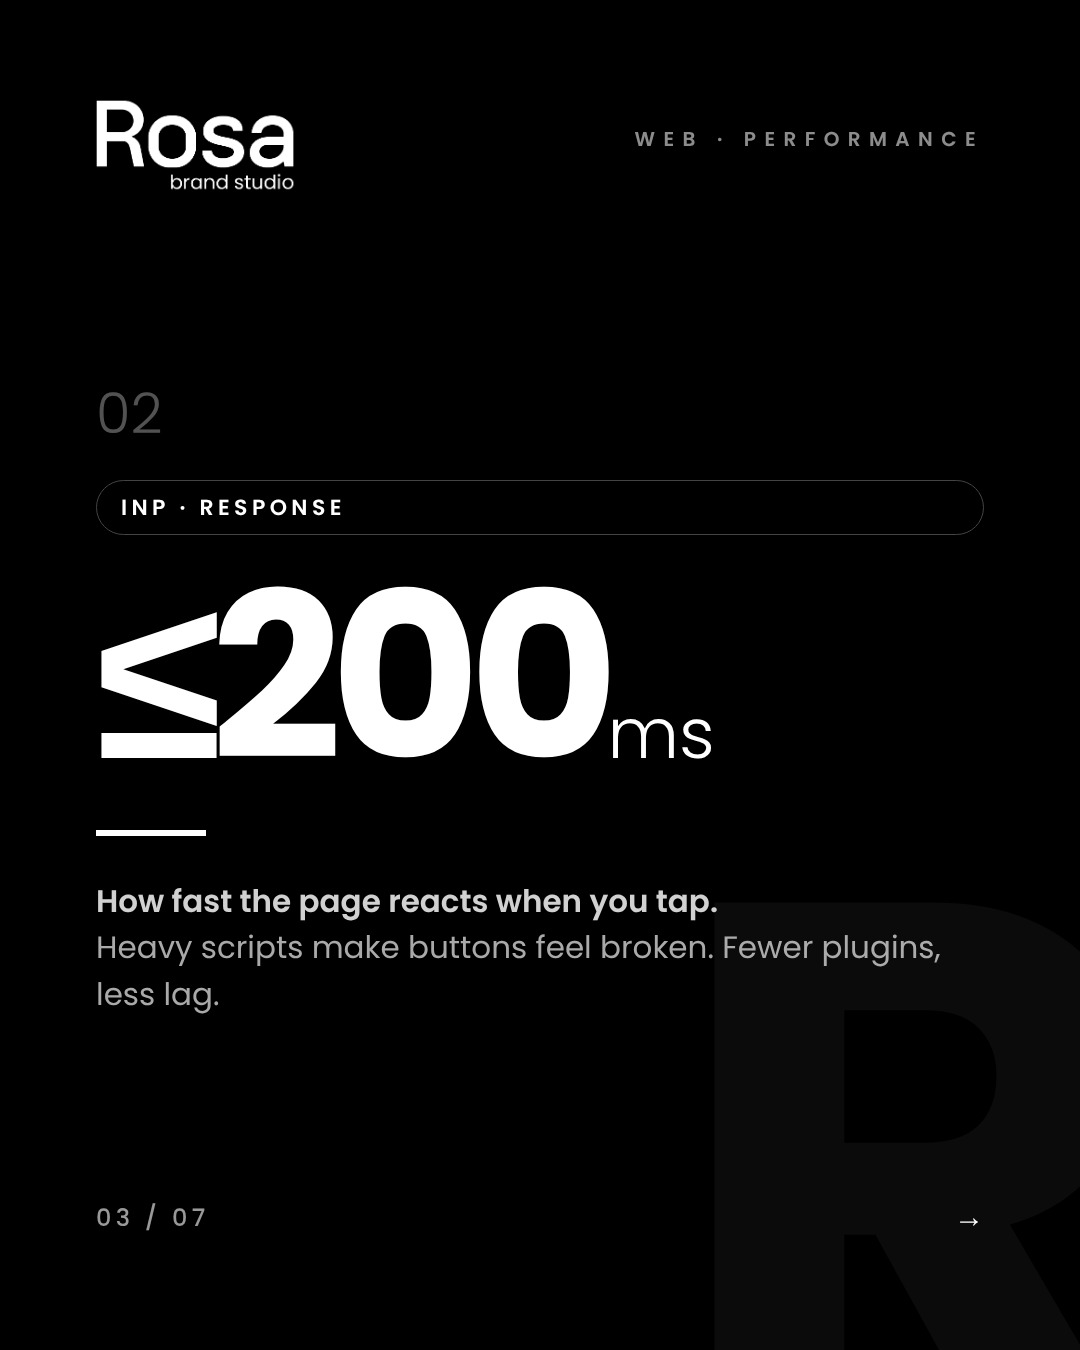 Rosa
brand studio
WEB · PERFORMANCE
02
INP · RESPONSE
≤200ms
How fast the page reacts when you tap.
Heavy scripts make buttons feel broken. Fewer plugins,
less lag.
03 / 07
→
R